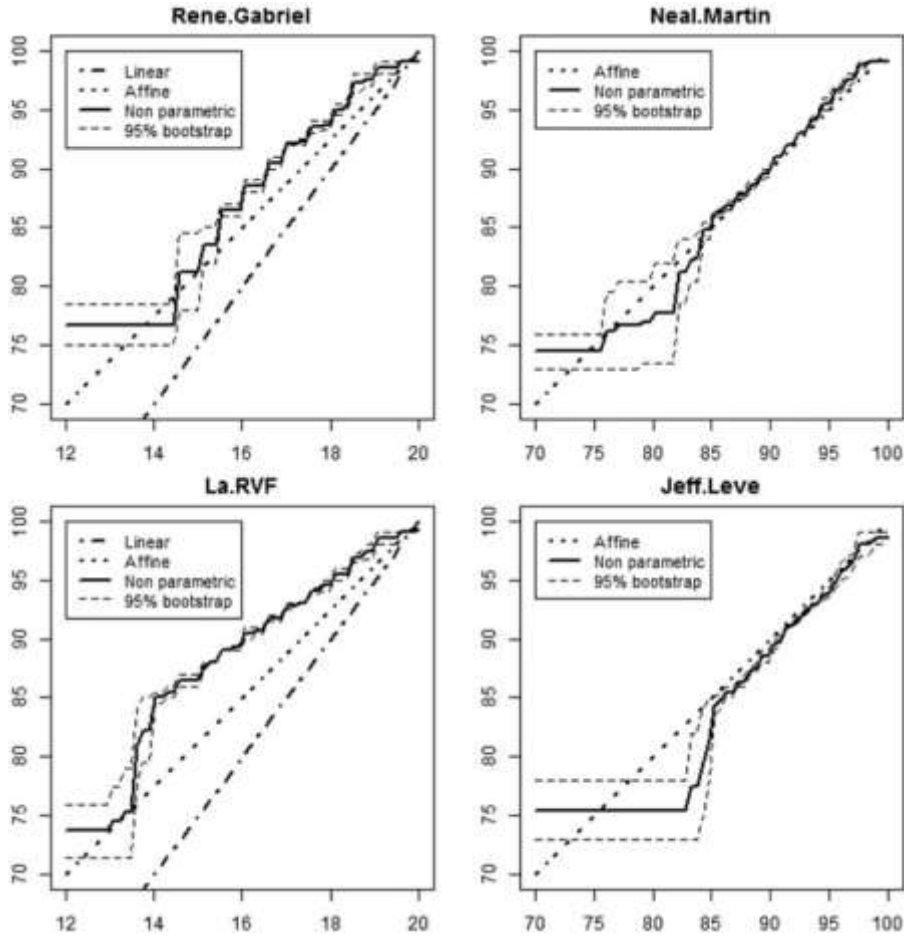 Rene.Gabriel
Linear
Affine
Non parametric
95% bootstrap
100
95
90
85
80
75
70
12 14 16 18 20
Neal.Martin
Affine
Non parametric
95% bootstrap
100
95
90
85
80
75
70
70 75 80 85 90 95 100
La.RVF
Linear
Affine
Non parametric
95% bootstrap
100
95
90
85
80
75
70
12 14 16 18 20
Jeff.Leve
Affine
Non parametric
95% bootstrap
100
95
90
85
80
75
70
70 75 80 85 90 95 100